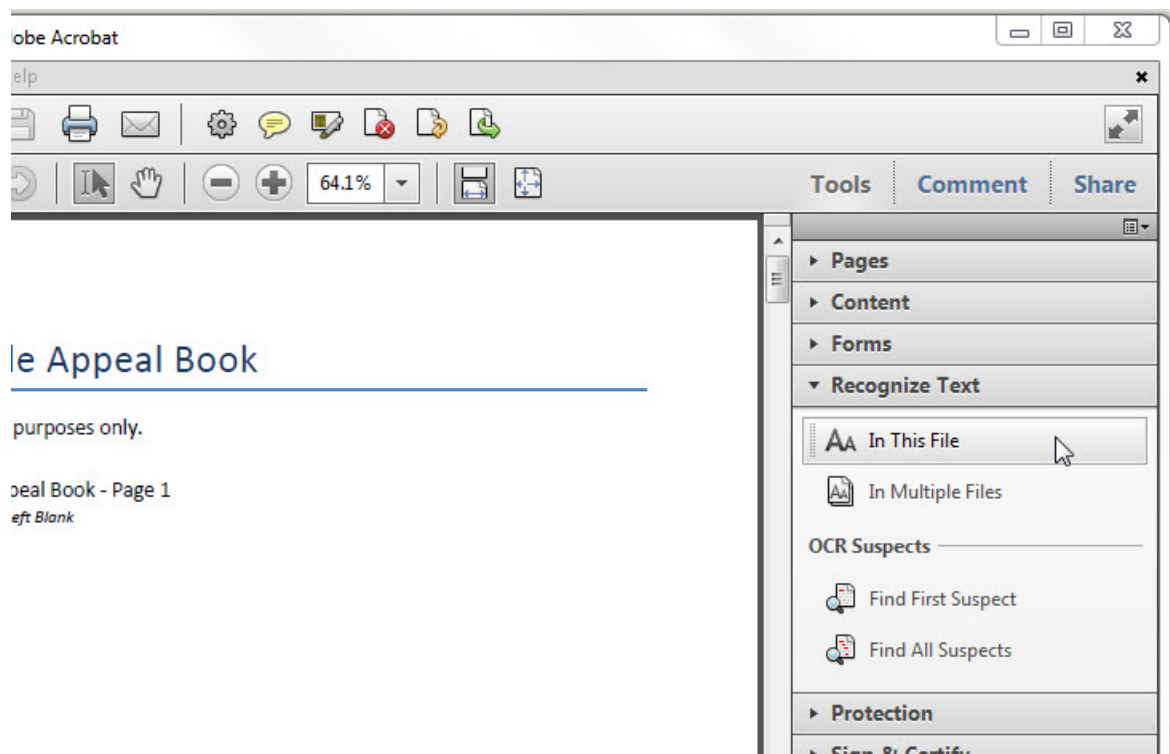 obe Acrobat
elp
64.1%
Tools Comment Share
Pages
Content
Forms
Recognize Text
In This File
In Multiple Files
OCR Suspects
Find First Suspect
Find All Suspects
Protection
Sign & Certify
le Appeal Book
purposes only.
peal Book - Page 1
eft Blank